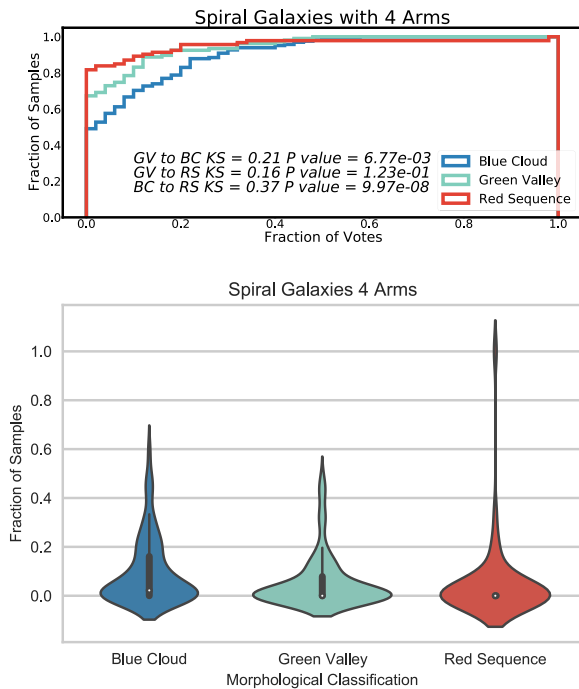 Spiral Galaxies with 4 Arms
1.0
0.8
0.6
0.4
0.2
0.0
Fraction of Samples
GV to BC KS = 0.21 P value = 6.77e-03
GV to RS KS = 0.16 P value = 1.23e-01
BC to RS KS = 0.37 P value = 9.97e-08
Blue Cloud
Green Valley
Red Sequence
0.0 0.2 0.4 0.6 0.8 1.0
Fraction of Votes
Spiral Galaxies 4 Arms
1.0
0.8
0.6
0.4
0.2
0.0
Fraction of Samples
Blue Cloud Green Valley Red Sequence
Morphological Classification